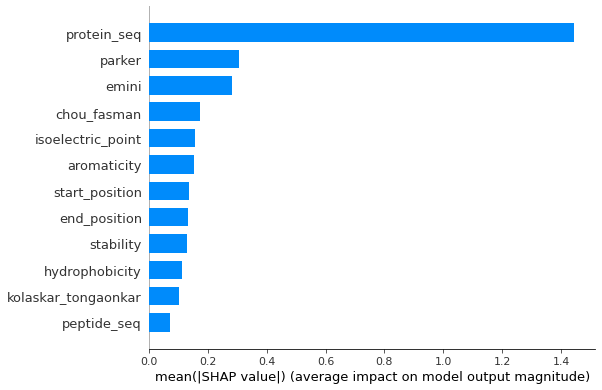 protein_seq
parker
emini
chou_fasman
isoelectric_point
aromaticity
start_position
end_position
stability
hydrophobicity
kolaskar_tongaonkar
peptide_seq
0.0 0.2 0.4 0.6 0.8 1.0 1.2 1.4
mean(|SHAP value|) (average impact on model output magnitude)